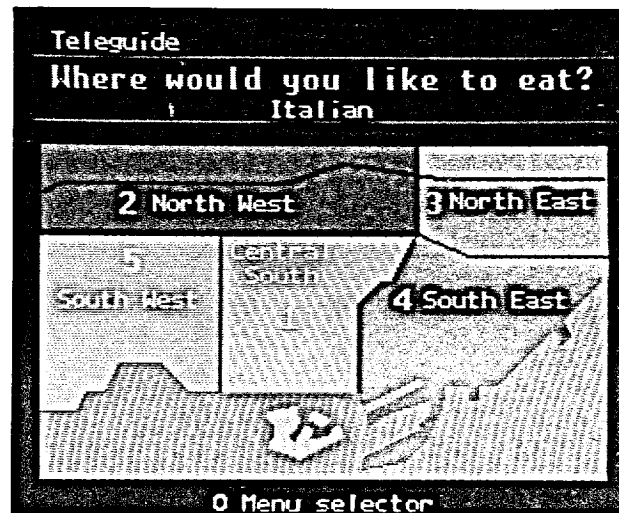 Teleguide
Where would you like to eat?
Italian
2 North West
3 North East
5
South West
Central
South
1
4 South East
0 Menu selector